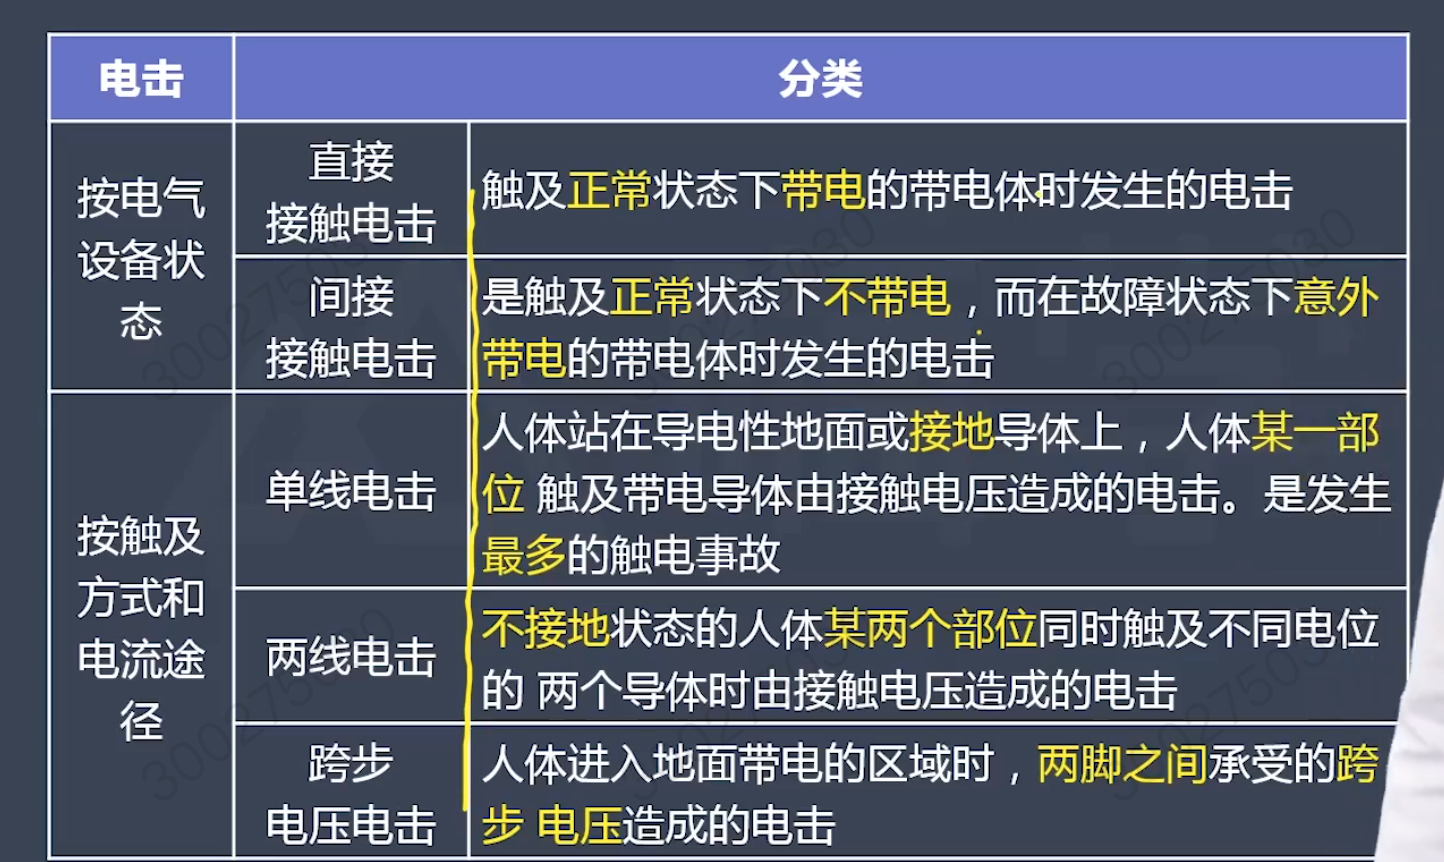 电击
分类
按电气
设备状
态
直接
接触电击
触及正常状态下带电的带电体时发生的电击
间接
接触电击
是触及正常状态下不带电，而在故障状态下意外
带电的带电体时发生的电击
按触及
方式和
电流途
径
单线电击
人体站在导电性地面或接地导体上，人体某一部
位 触及带电导体由接触电压造成的电击。是发生
最多的触电事故
两线电击
不接地状态的人体某两个部位同时触及不同电位
的 两个导体时由接触电压造成的电击
跨步
电压电击
人体进入地面带电的区域时，两脚之间承受的跨
步 电压造成的电击
300275030
300275030
300275030
300275030
300275030
300275030